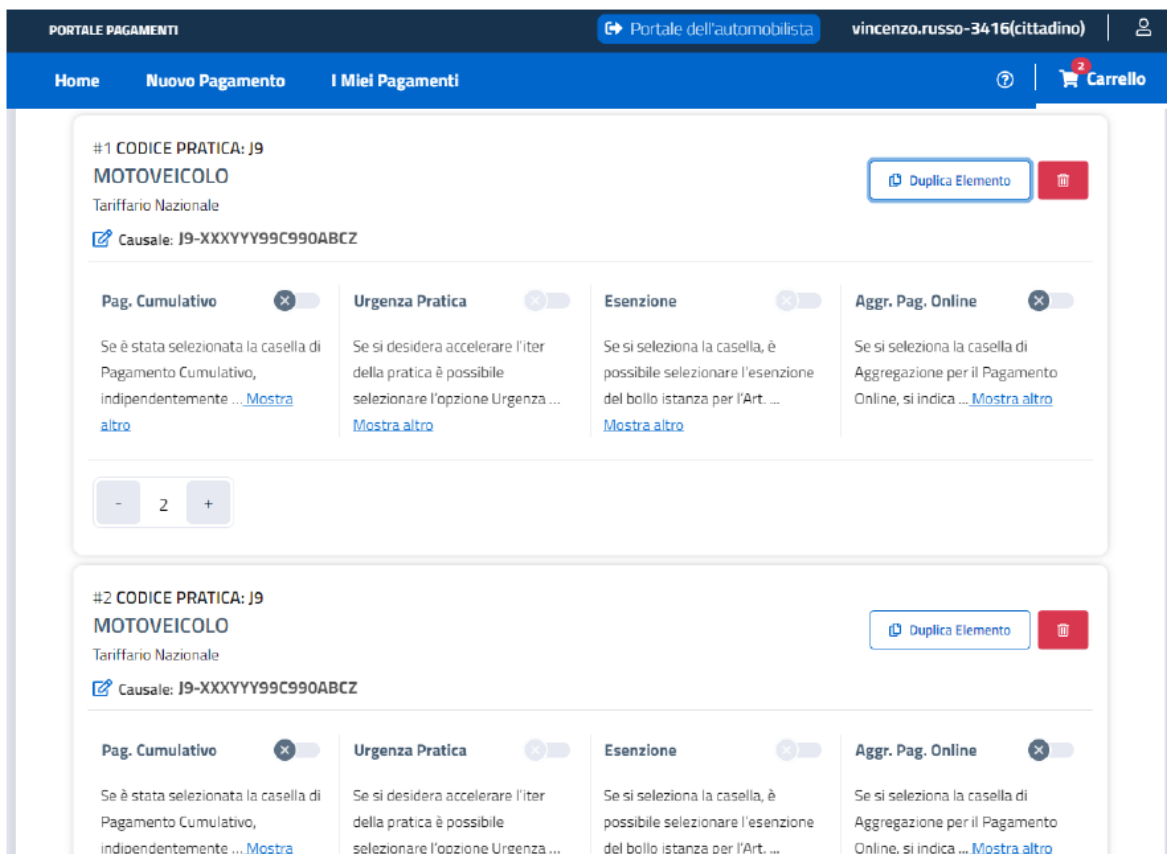 PORTALE PAGAMENTI
Portale dell'automobilista
vincenzo.russo-3416(cittadino)
Home
Nuovo Pagamento
I Miei Pagamenti
2
Carrello
#1 CODICE PRATICA: J9
MOTOVEICOLO
Tariffario Nazionale
Causale: J9-XXXYYY99C990ABCZ
Duplica Elemento
Pag. Cumulativo
Se è stata selezionata la casella di
Pagamento Cumulativo,
indipendentemente ... Mostra
altro
Urgenza Pratica
Se si desidera accelerare l'iter
della pratica è possibile
selezionare l'opzione Urgenza ...
Mostra altro
Esenzione
Se si seleziona la casella, è
possibile selezionare l'esenzione
del bollo istanza per l'Art. ...
Mostra altro
Aggr. Pag. Online
Se si seleziona la casella di
Aggregazione per il Pagamento
Online, si indica ... Mostra altro
- 2 +
#2 CODICE PRATICA: J9
MOTOVEICOLO
Tariffario Nazionale
Causale: J9-XXXYYY99C990ABCZ
Duplica Elemento
Pag. Cumulativo
Se è stata selezionata la casella di
Pagamento Cumulativo,
indipendentemente ... Mostra
Urgenza Pratica
Se si desidera accelerare l'iter
della pratica è possibile
selezionare l'opzione Urgenza ...
Esenzione
Se si seleziona la casella, è
possibile selezionare l'esenzione
del bollo istanza per l'Art. ...
Aggr. Pag. Online
Se si seleziona la casella di
Aggregazione per il Pagamento
Online, si indica ... Mostra altro